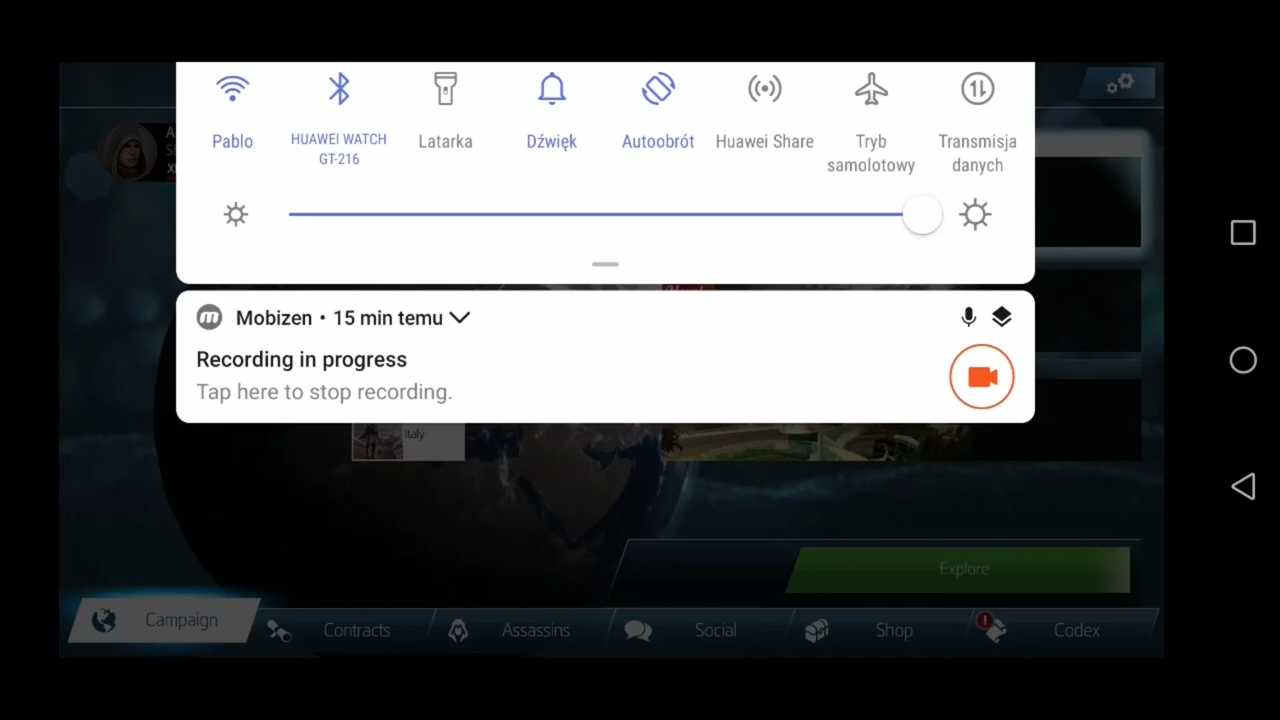 Pablo
HUAWEI WATCH
GT-216
Latarka
Dźwięk
Autoobrót
Huawei Share
Tryb
samolotowy
Transmisja
danych
Mobizen • 15 min temu
Recording in progress
Tap here to stop recording.
Italy
Explore
Campaign
Contracts
Assassins
Social
Shop
Codex